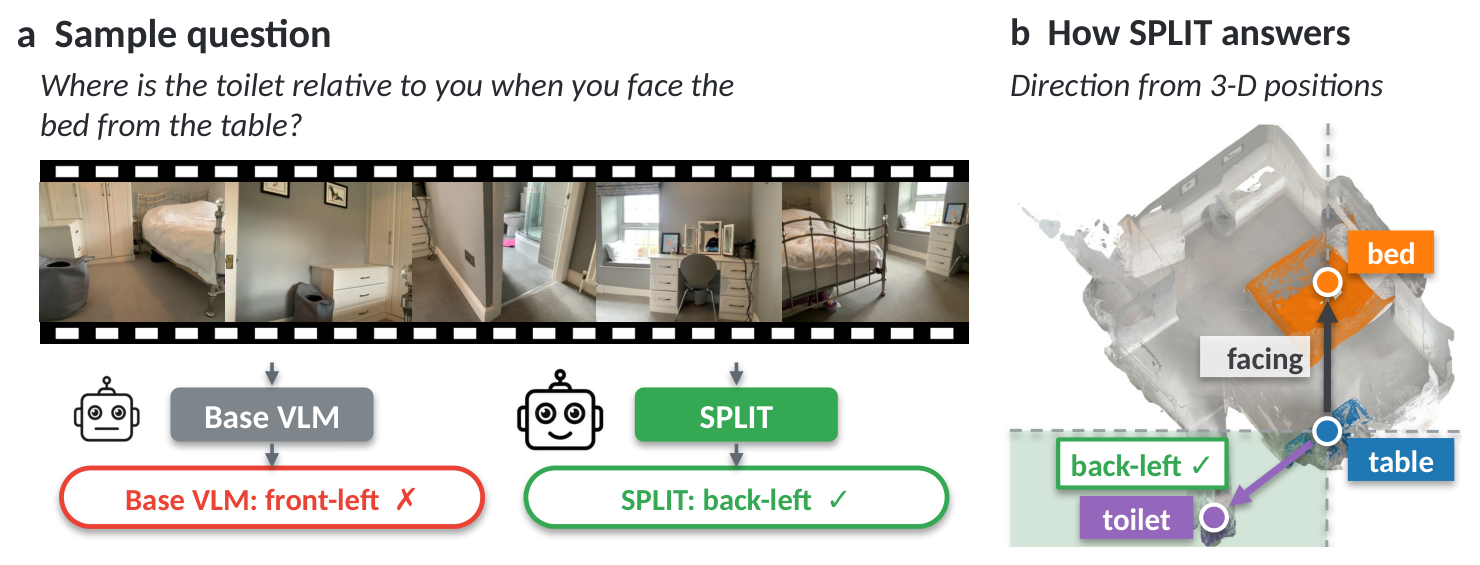 a Sample question
Where is the toilet relative to you when you face the
bed from the table?
Base VLM
SPLIT
Base VLM: front-left ✗
SPLIT: back-left ✓
b How SPLIT answers
Direction from 3-D positions
bed
facing
back-left ✓
table
toilet